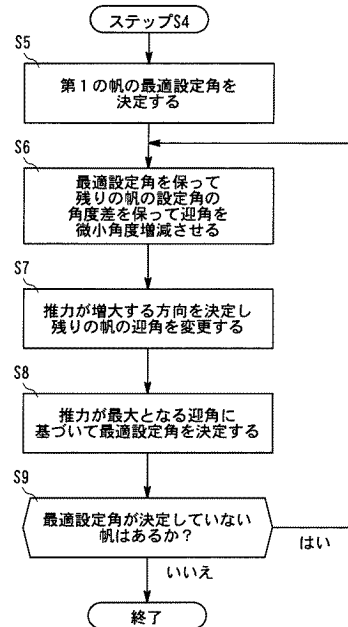 ステップS4
S5
第1の帆の最適設定角を
決定する
S6
最適設定角を保って
残りの帆の設定角の
角度差を保って迎角を
微小角度増減させる
S7
推力が増大する方向を決定し
残りの帆の迎角を変更する
S8
推力が最大となる迎角に
基づいて最適設定角を決定する
S9
最適設定角が決定していない
帆はあるか？
はい
いいえ
終了